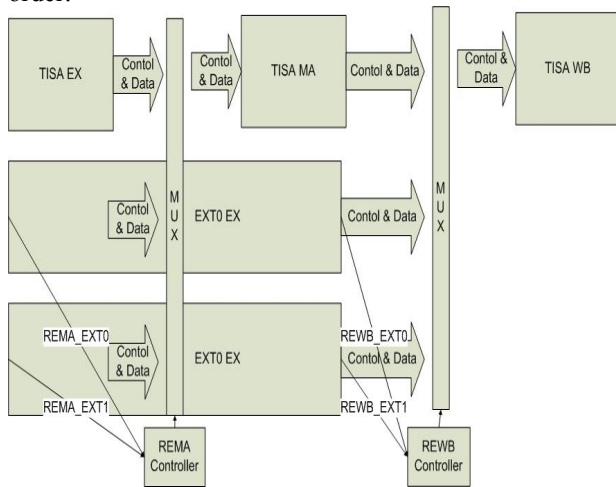 order.
TISA EX
Contol
& Data
Contol
& Data
TISA MA
Contol
& Data
Contol &
Data
TISA WB
M
U
X
M
U
X
Contol
& Data
EXT0 EX
Contol & Data
REMA_EXT0
Contol
& Data
EXT0 EX
REWB_EXT0
Contol & Data
REMA_EXT1
REWB_EXT1
REMA
Controller
REWB
Controller